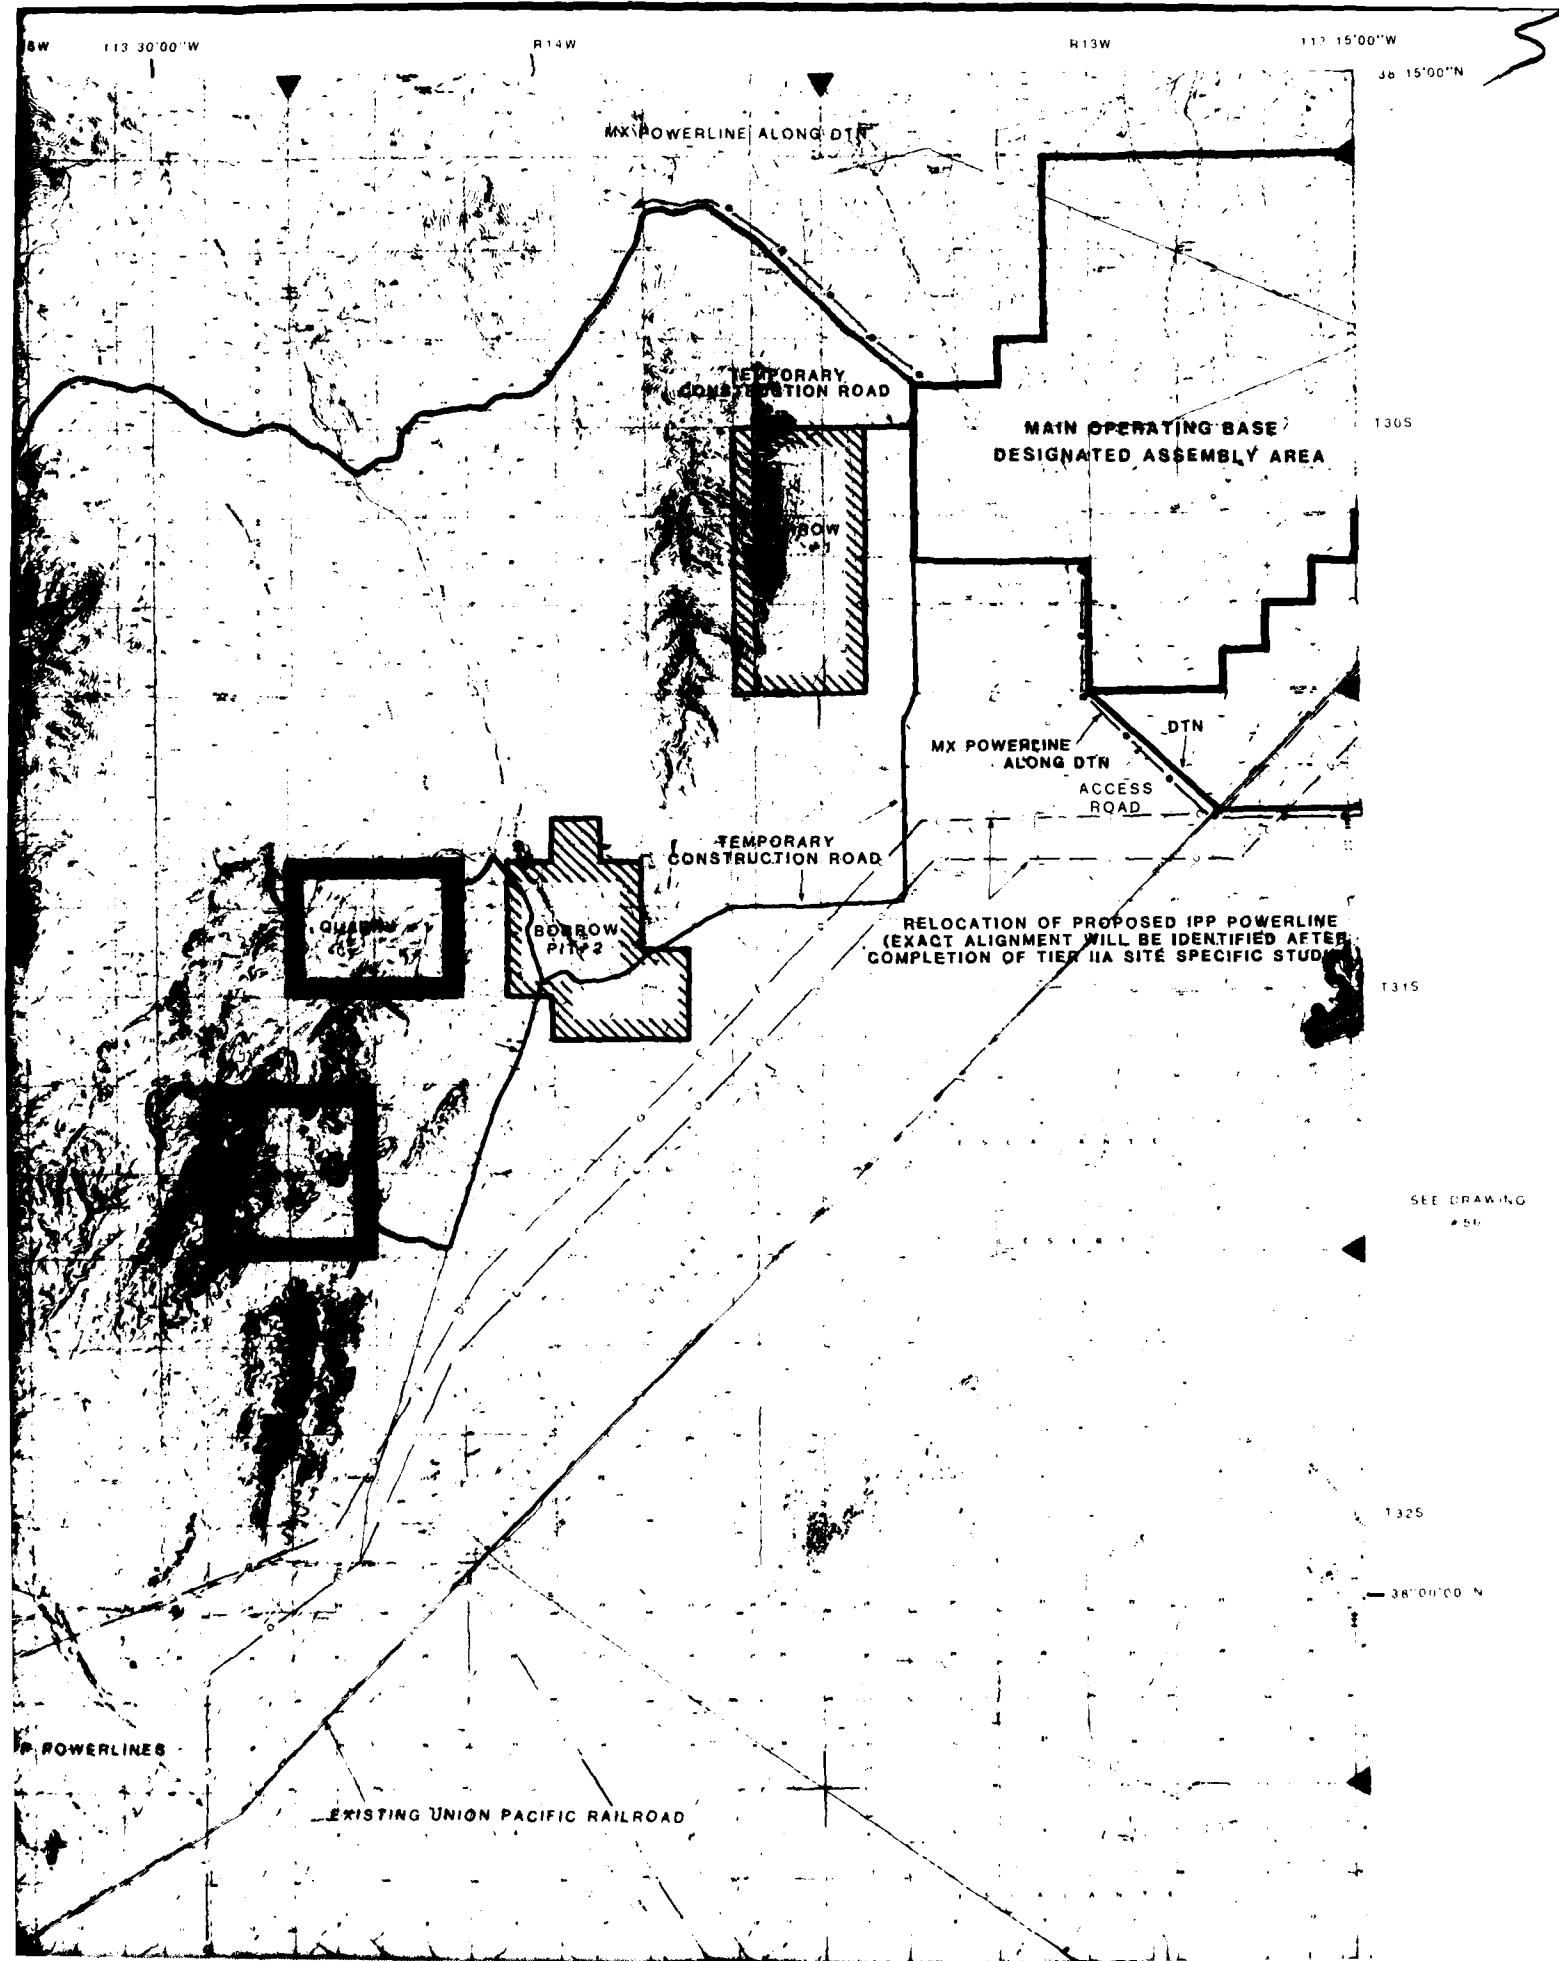 113 30'00"W
R14W
R13W
15'00"W
38 15'00"N
MX POWERLINE ALONG DTN
TEMPORARY
CONSTRUCTION ROAD
MAIN OPERATING BASE
DESIGNATED ASSEMBLY AREA
T30S
DTN
MX POWERLINE
ALONG DTN
ACCESS
ROAD
TEMPORARY
CONSTRUCTION ROAD
BORROW
PIT #2
RELOCATION OF PROPOSED IPP POWERLINE
(EXACT ALIGNMENT WILL BE IDENTIFIED AFTER
COMPLETION OF TIER IIA SITE SPECIFIC
T31S
SEE DRAWING
T32S
38°00'00 N
POWERLINES
EXISTING UNION PACIFIC RAILROAD